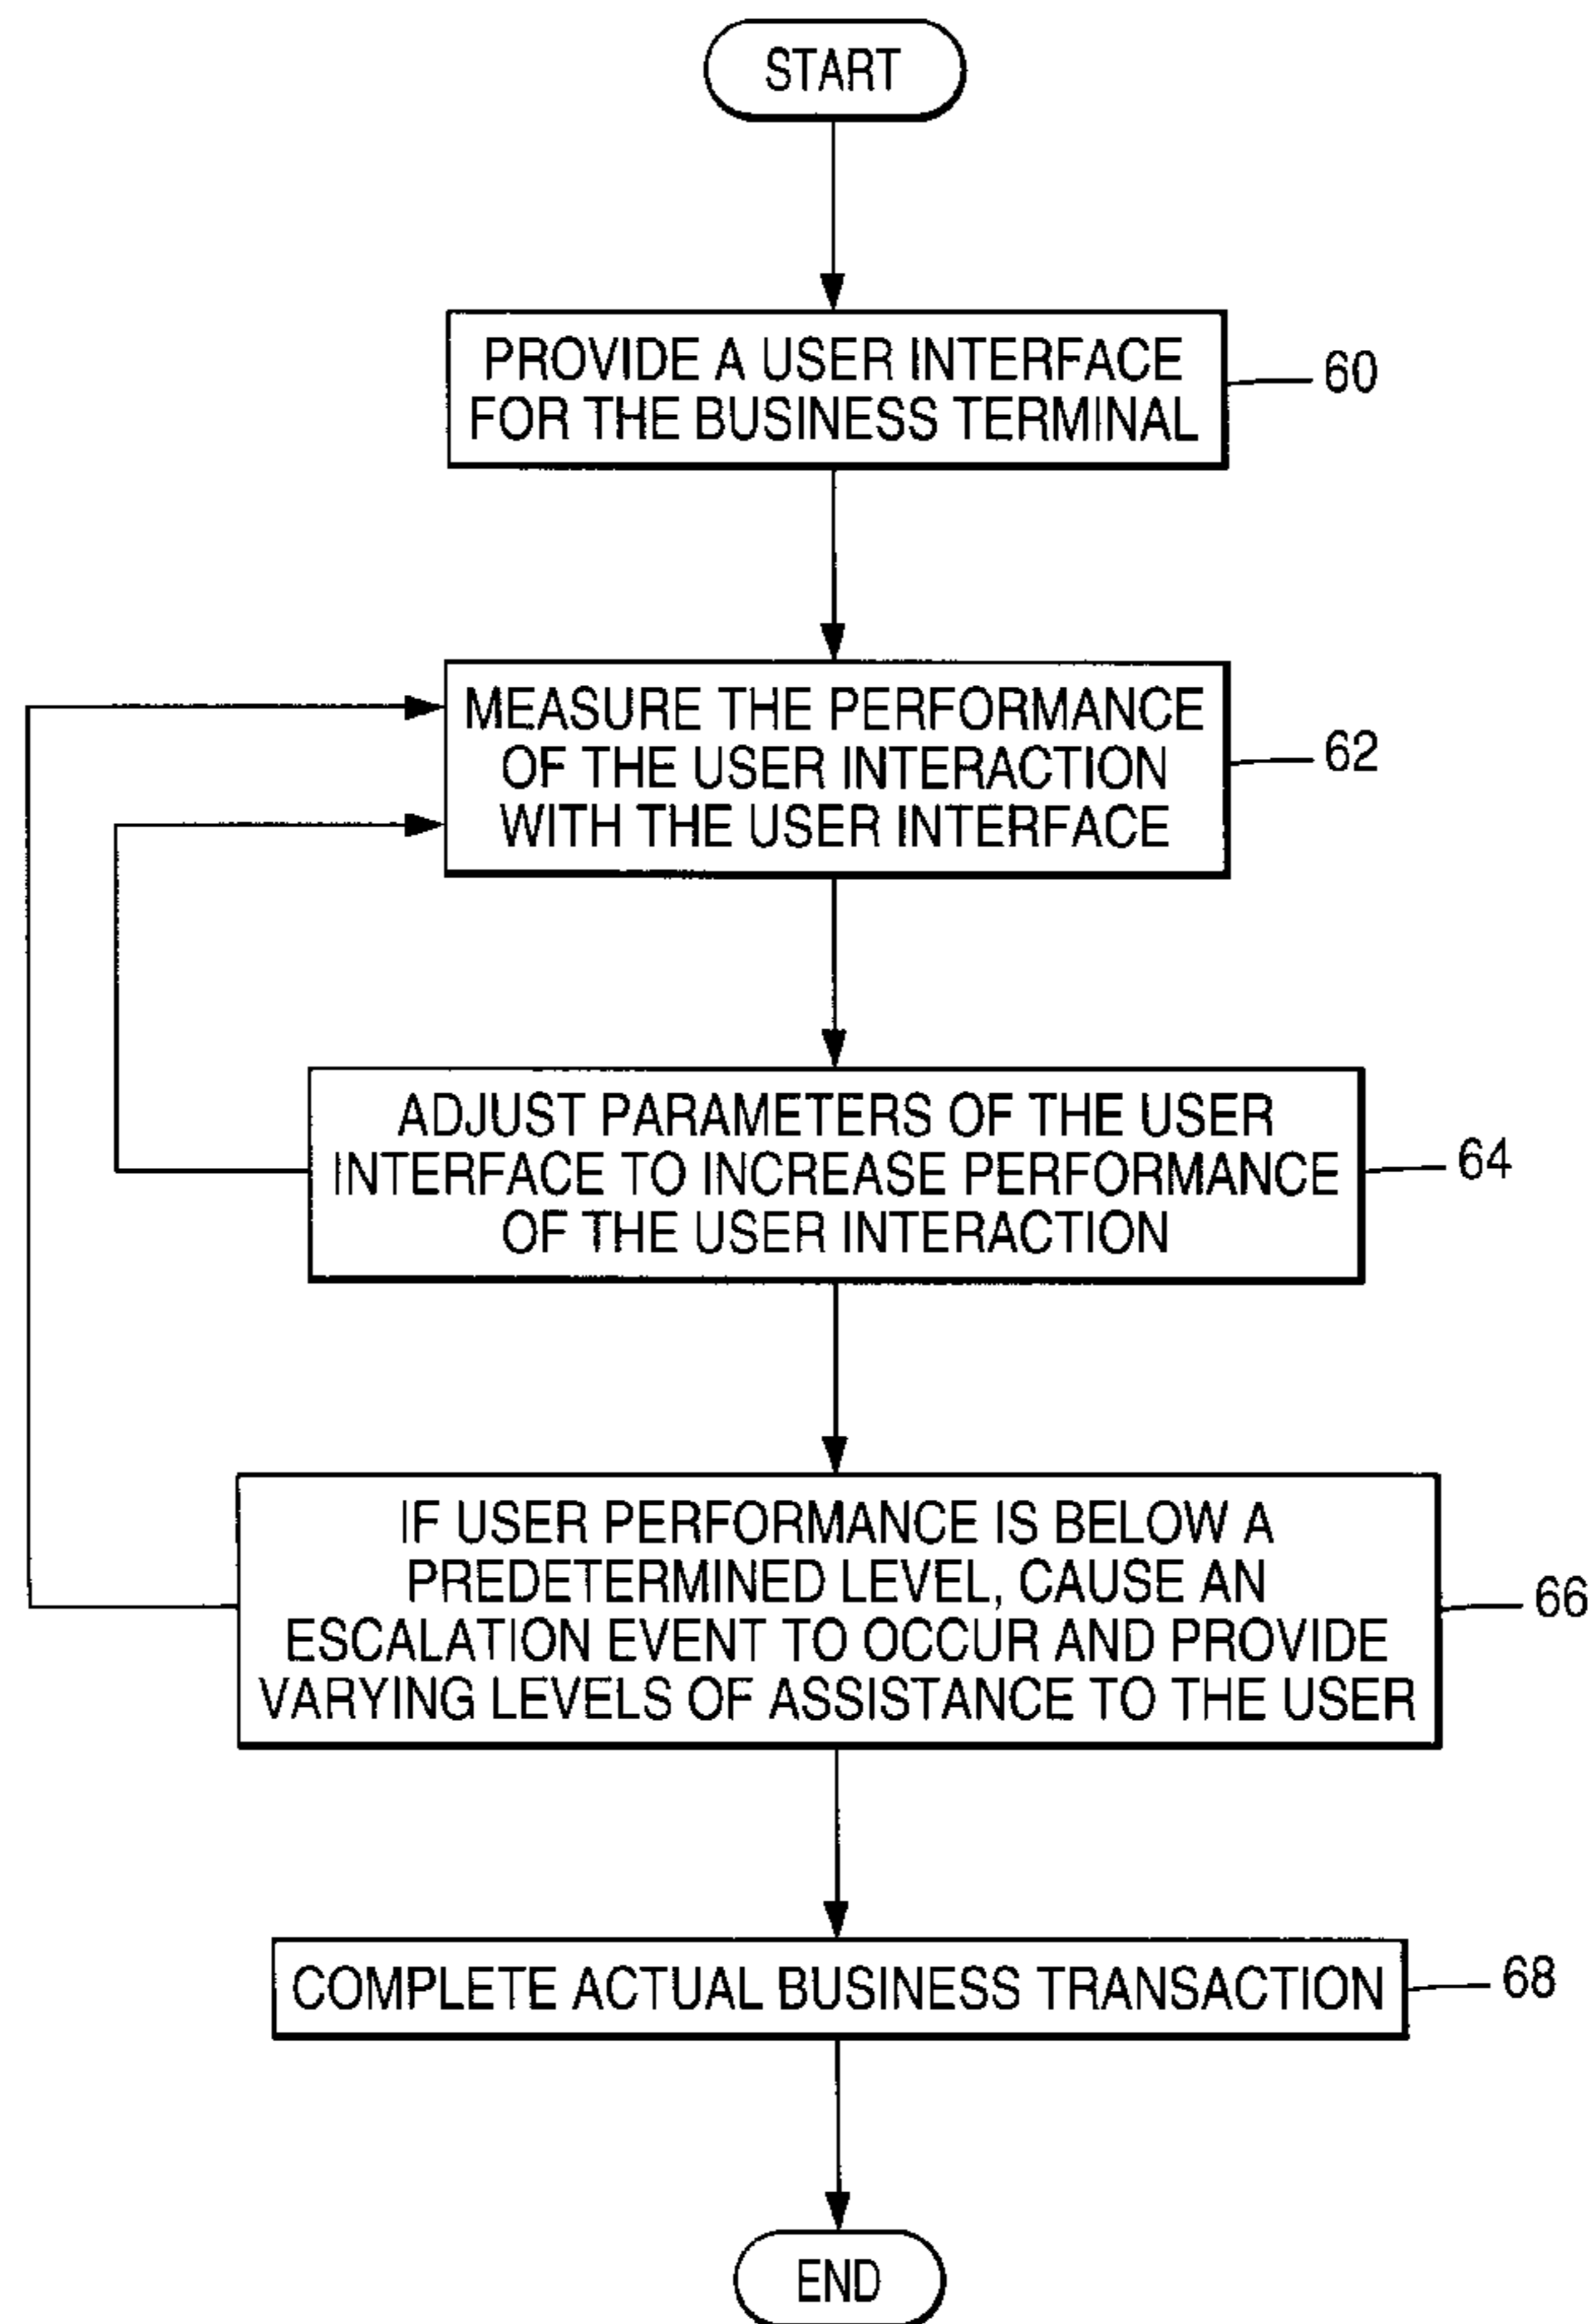 START
PROVIDE A USER INTERFACE
FOR THE BUSINESS TERMINAL
60
MEASURE THE PERFORMANCE
OF THE USER INTERACTION
WITH THE USER INTERFACE
62
ADJUST PARAMETERS OF THE USER
INTERFACE TO INCREASE PERFORMANCE
OF THE USER INTERACTION
64
IF USER PERFORMANCE IS BELOW A
PREDETERMINED LEVEL, CAUSE AN
ESCALATION EVENT TO OCCUR AND PROVIDE
VARYING LEVELS OF ASSISTANCE TO THE USER
66
COMPLETE ACTUAL BUSINESS TRANSACTION
68
END